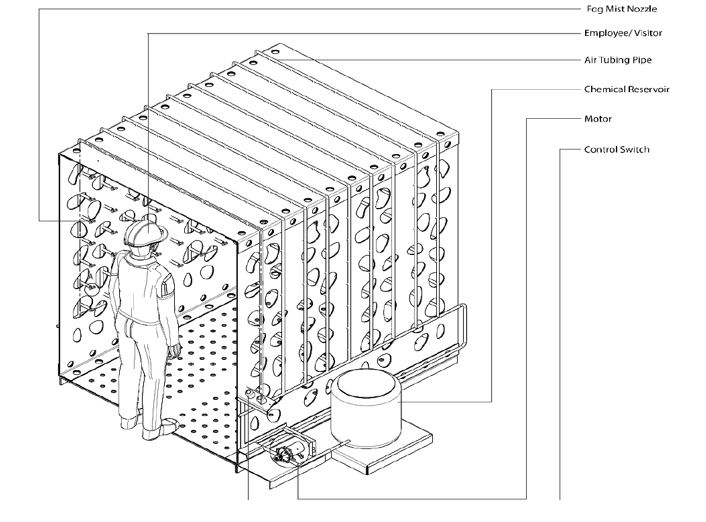 Fog Mist Nozzle
Employee/ Visitor
Air Tubing Pipe
Chemical Reservoir
Motor
Control Switch